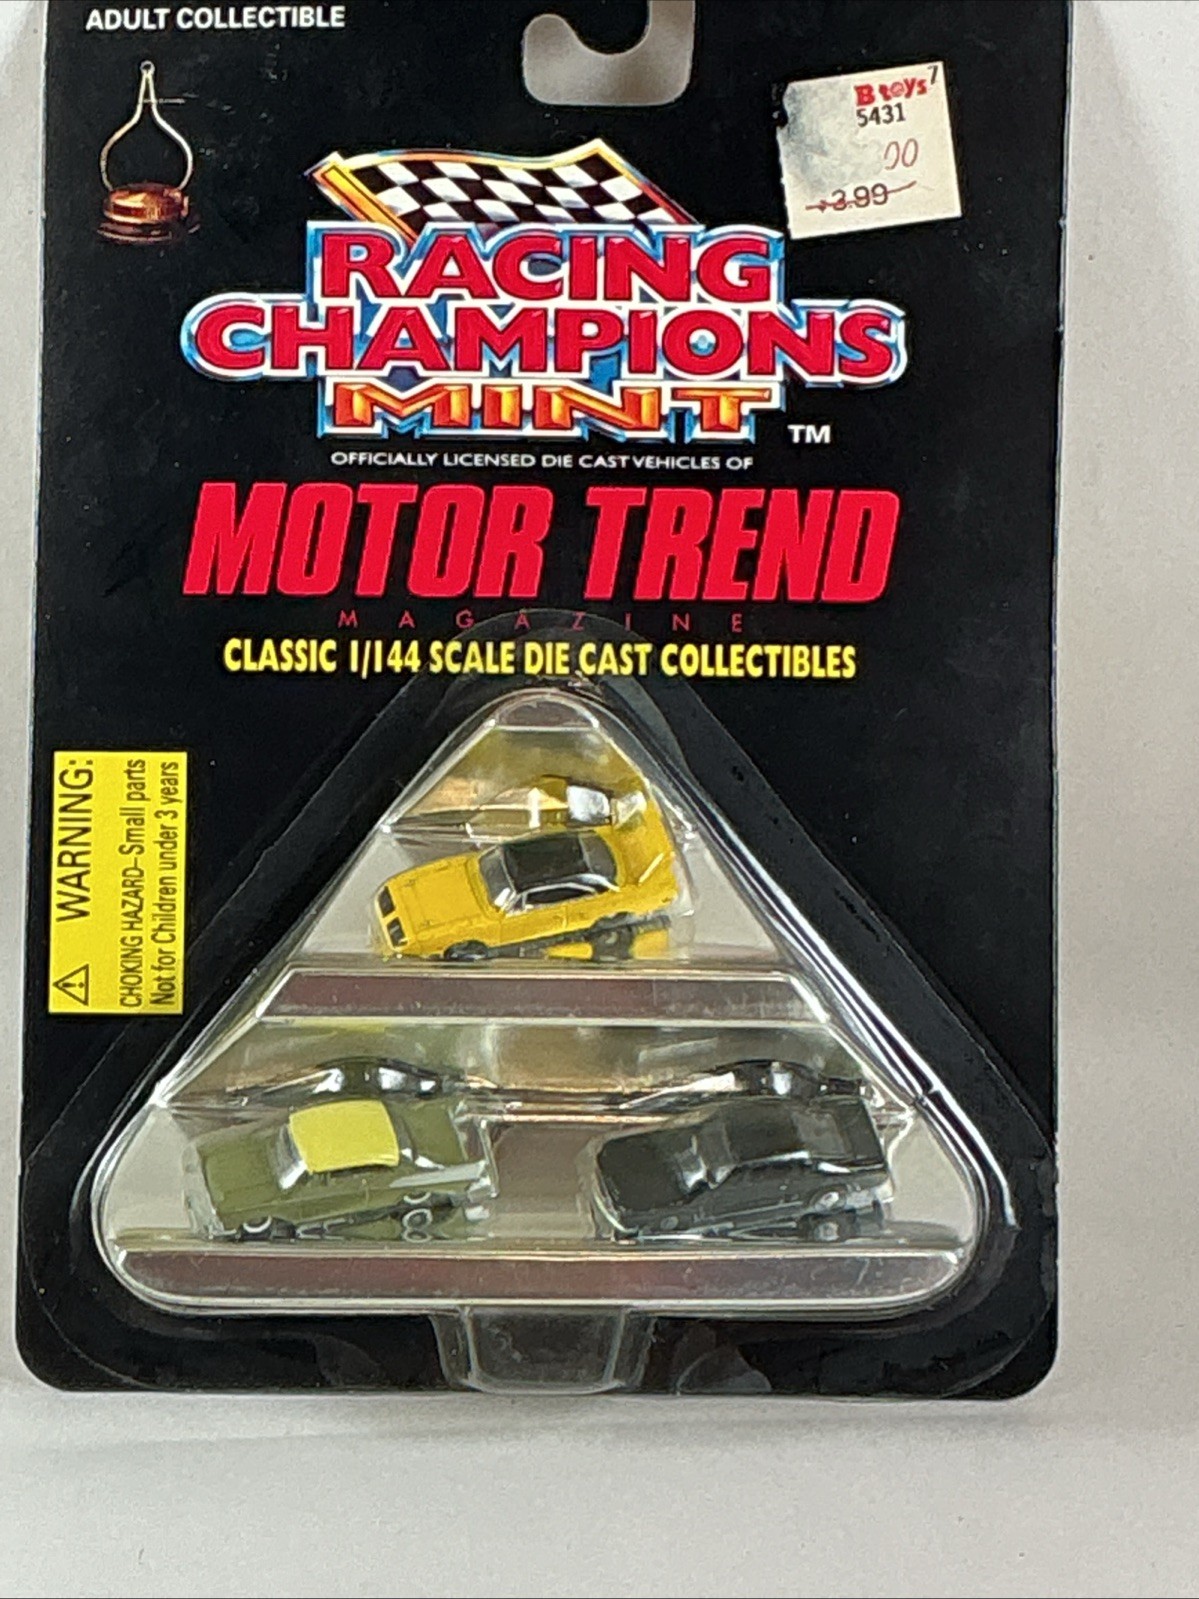 ADULT COLLECTIBLE
B toys 7
5431
00
3.99
RACING
CHAMPIONS
MINT
TM
OFFICIALLY LICENSED DIE CAST VEHICLES OF
MOTOR TREND
MAGAZINE
CLASSIC 1/144 SCALE DIE CAST COLLECTIBLES
WARNING:
CHOKING HAZARD-Small parts
Not for Children under 3 years